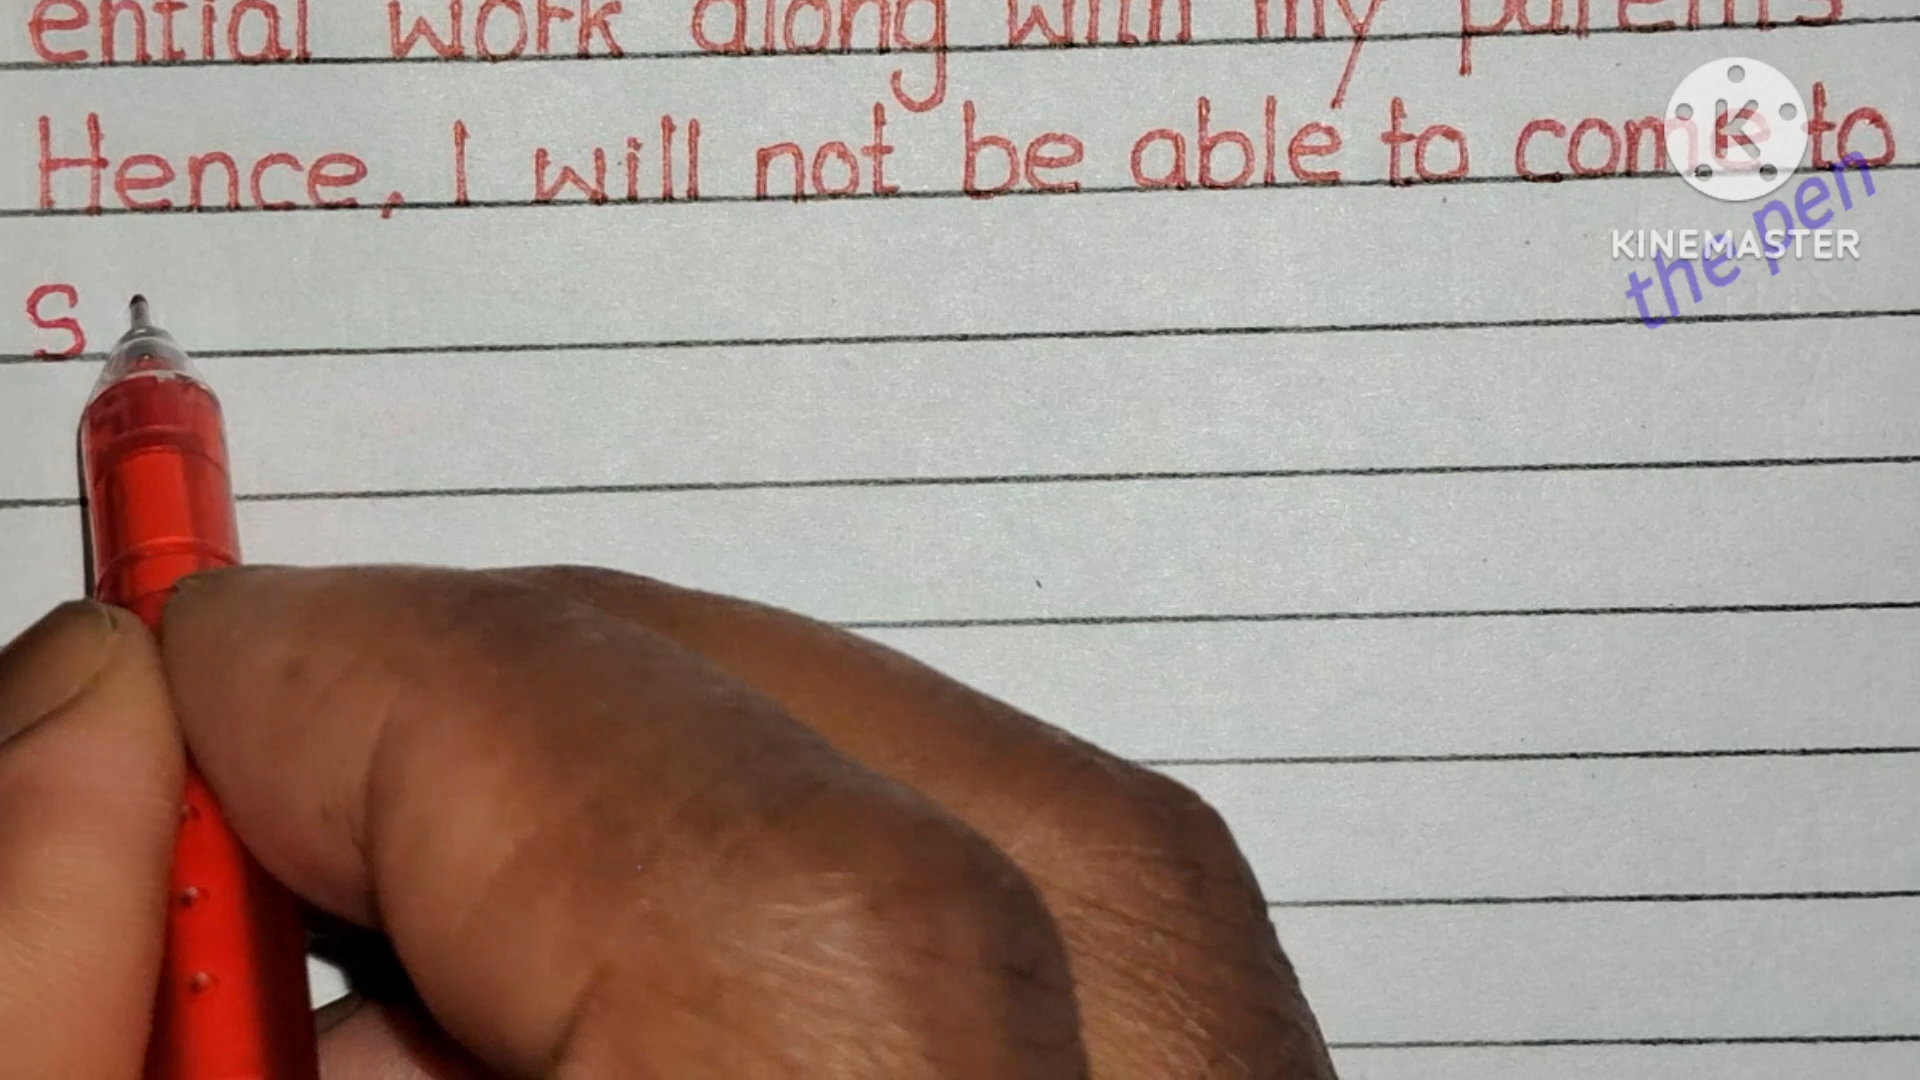 ential work along with my parents
Hence, I will not be able to come to
s
KINEMASTER
the pen